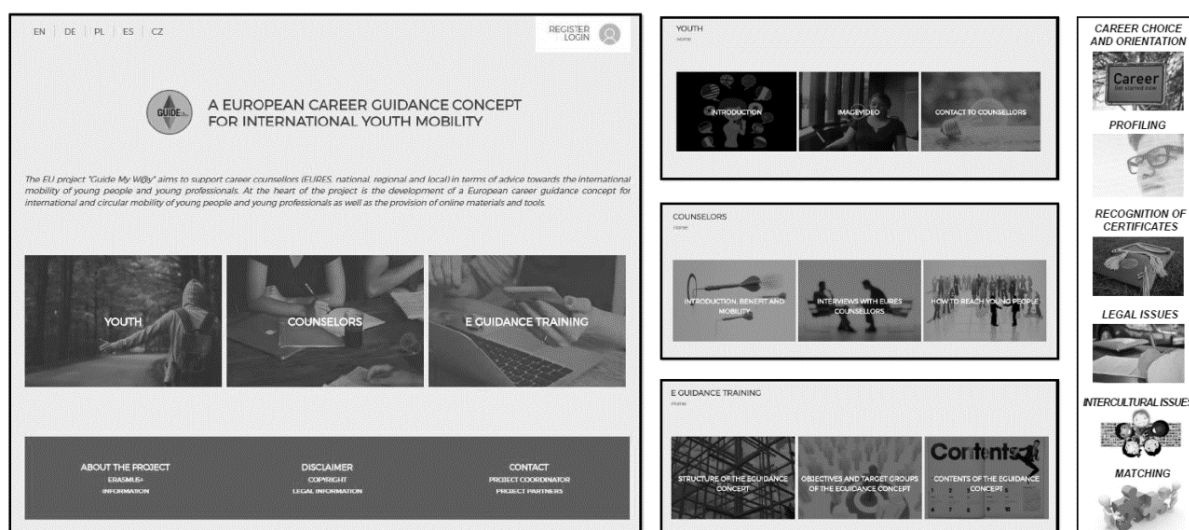 EN | DE | PL | ES | CZ
REGISTER
LOGIN
GUIDE
A EUROPEAN CAREER GUIDANCE CONCEPT
FOR INTERNATIONAL YOUTH MOBILITY
The EU project "Guide My W@y" aims to support career counsellors (EURES, national, regional and local) in terms of advice towards the international
mobility of young people and young professionals. At the heart of the project is the development of a European career guidance concept for
international and circular mobility of young people and young professionals as well as the provision of online materials and tools.
YOUTH
COUNSELORS
E GUIDANCE TRAINING
ABOUT THE PROJECT
ERASMUS+
INFORMATION
DISCLAIMER
COPYRIGHT
LEGAL INFORMATION
CONTACT
PROJECT COORDINATOR
PROJECT PARTNERS
YOUTH
Home
INTRODUCTION
IMAGEVIDEO
CONTACT TO COUNSELLORS
COUNSELORS
Home
INTRODUCTION, BENEFIT AND
MOBILITY
INTERVIEWS WITH EURES
COUNSELLORS
HOW TO REACH YOUNG PEOPLE
E GUIDANCE TRAINING
Home
STRUCTURE OF THE EGUIDANCE
CONCEPT
OBJECTIVES AND TARGET GROUPS
OF THE EGUIDANCE CONCEPT
Contents
CONTENTS OF THE EGUIDANCE
CONCEPT
CAREER CHOICE
AND ORIENTATION
Career
Get started now
PROFILING
RECOGNITION OF
CERTIFICATES
LEGAL ISSUES
INTERCULTURAL ISSUES
MATCHING